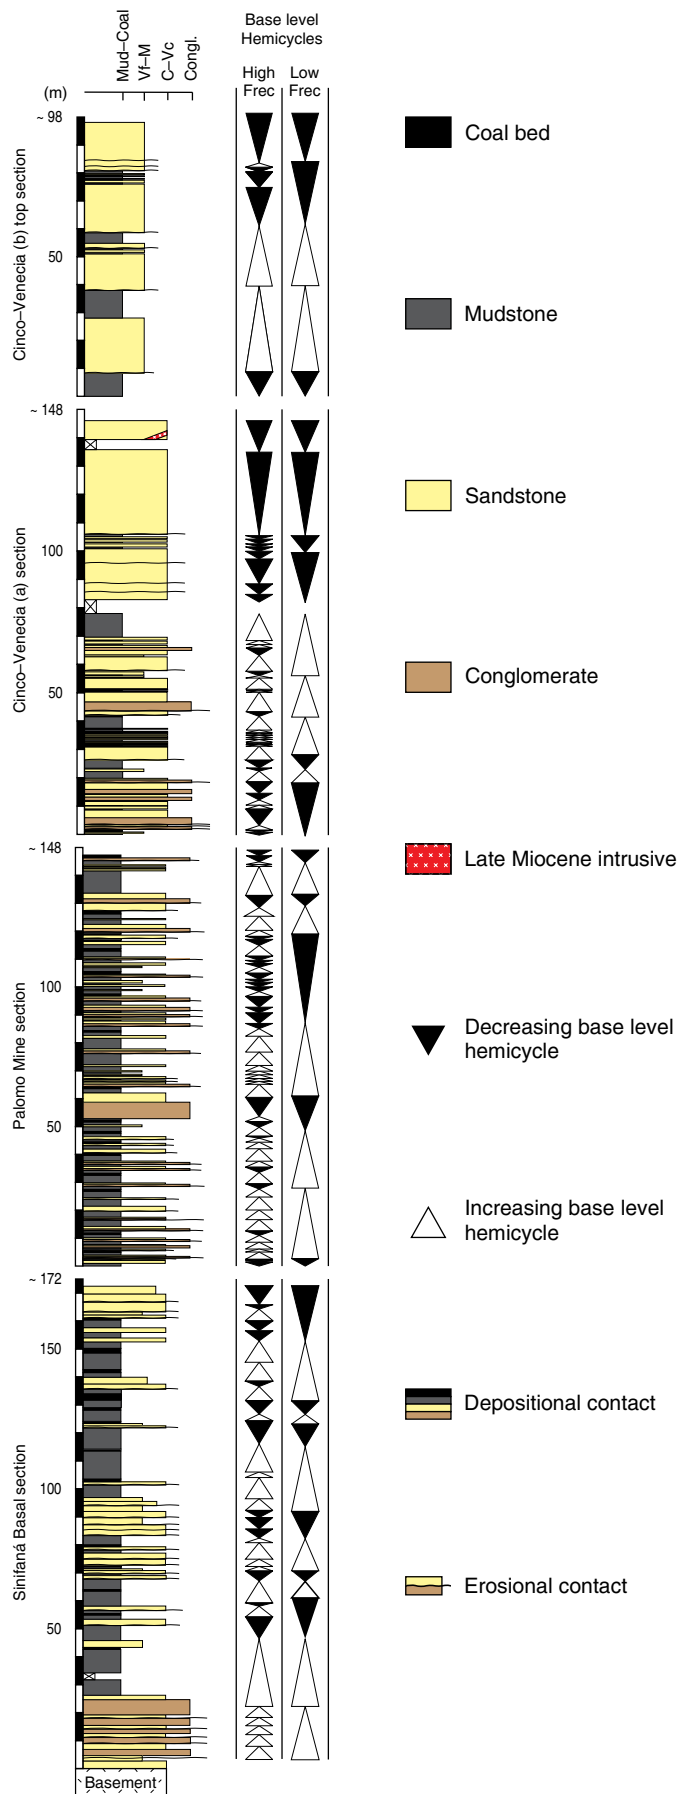 Base level
Hemicycles
Mud–Coal
Vf–M
C–Vc
Congl.
High
Frec
Low
Frec
(m)
~ 98
50
Cinco–Venecia (b) top section
~ 148
100
50
Cinco–Venecia (a) section
~ 148
100
50
Palomo Mine section
~ 172
150
100
50
Sinifaná Basal section
Basement
Coal bed
Mudstone
Sandstone
Conglomerate
Late Miocene intrusive
Decreasing base level
hemicycle
Increasing base level
hemicycle
Depositional contact
Erosional contact